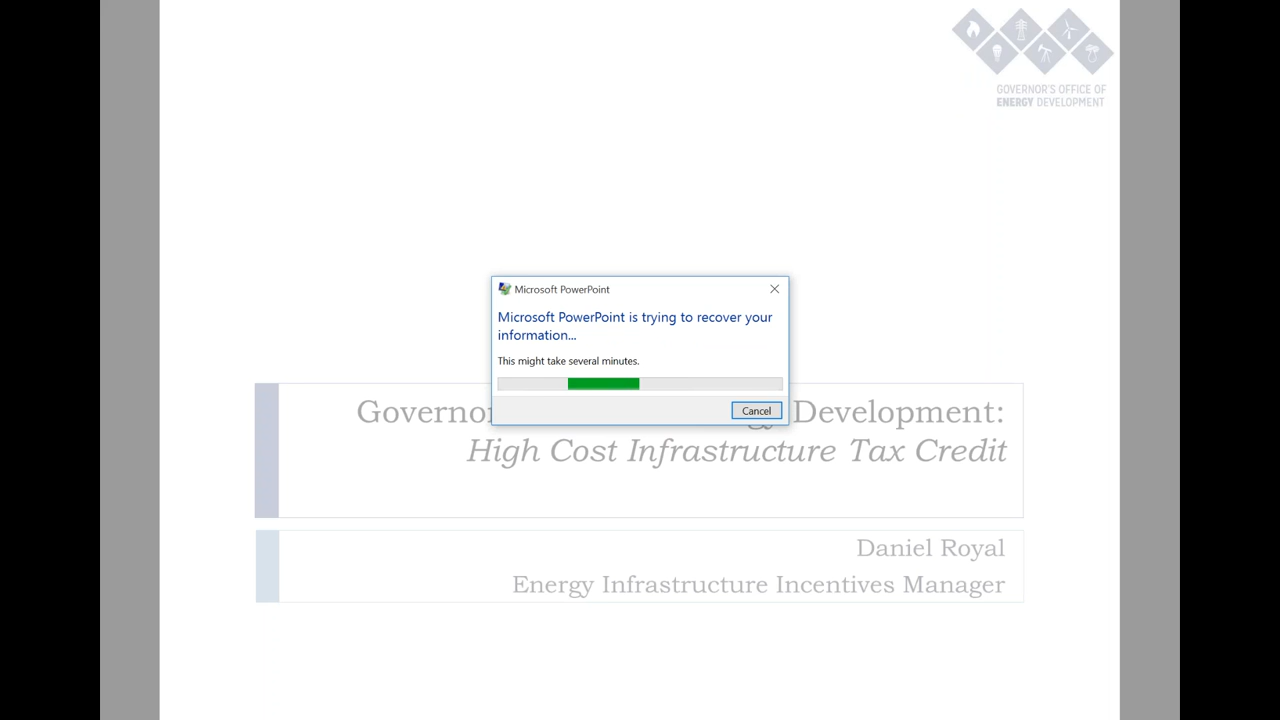 GOVERNOR'S OFFICE OF
ENERGY DEVELOPMENT
Microsoft PowerPoint
Microsoft PowerPoint is trying to recover your
information...
This might take several minutes.
Cancel
Development:
High Cost Infrastructure Tax Credit
Daniel Royal
Energy Infrastructure Incentives Manager